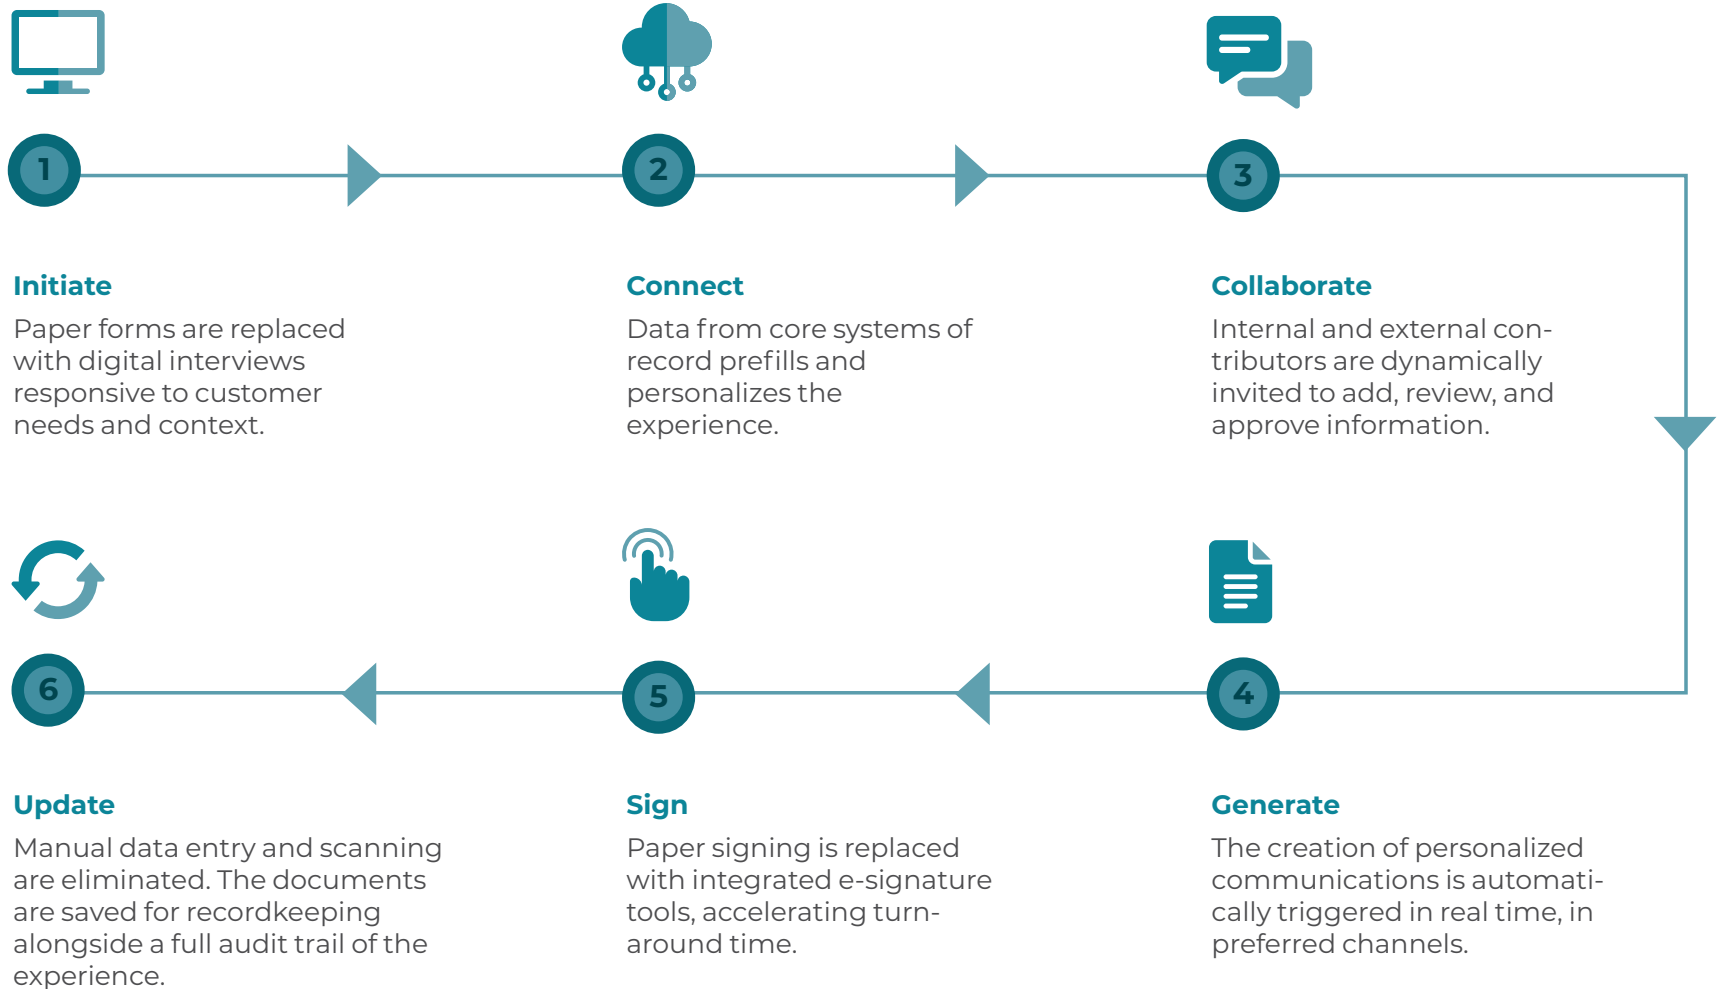 1
2
3
Initiate
Paper forms are replaced
with digital interviews
responsive to customer
needs and context.
Connect
Data from core systems of
record prefills and
personalizes the
experience.
Collaborate
Internal and external con-
tributors are dynamically
invited to add, review, and
approve information.
4
5
6
Generate
The creation of personalized
communications is automati-
cally triggered in real time, in
preferred channels.
Sign
Paper signing is replaced
with integrated e-signature
tools, accelerating turn-
around time.
Update
Manual data entry and scanning
are eliminated. The documents
are saved for recordkeeping
alongside a full audit trail of the
experience.